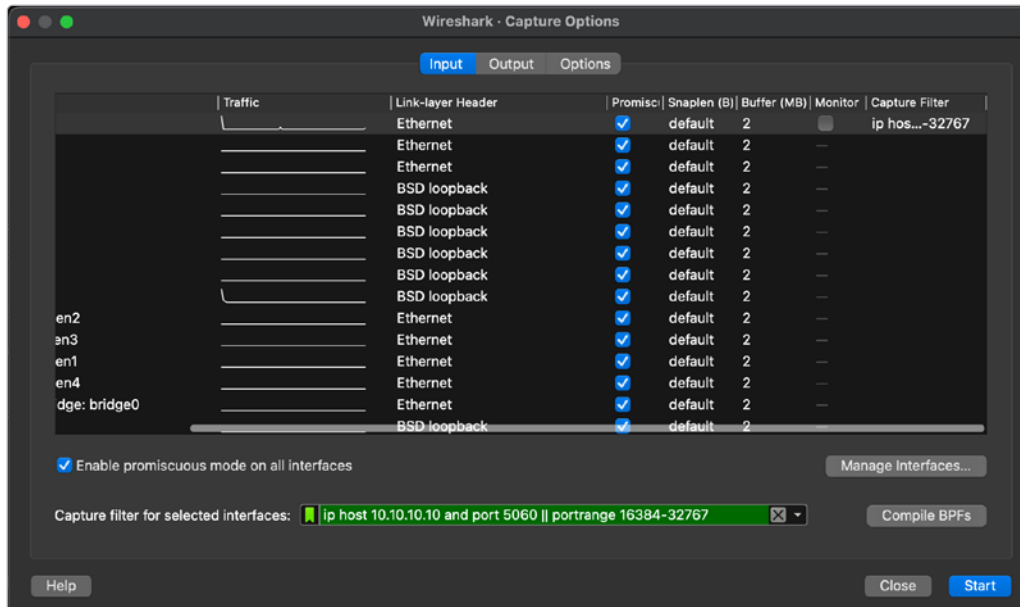 Wireshark · Capture Options
Input Output Options
Traffic Link-layer Header Promisc Snaplen (B) Buffer (MB) Monitor Capture Filter
Ethernet default 2 ip hos...-32767
Ethernet default 2 —
Ethernet default 2 —
BSD loopback default 2 —
BSD loopback default 2 —
BSD loopback default 2 —
BSD loopback default 2 —
BSD loopback default 2 —
BSD loopback default 2 —
en2 Ethernet default 2 —
en3 Ethernet default 2 —
en1 Ethernet default 2 —
en4 Ethernet default 2 —
dge: bridge0 Ethernet default 2 —
BSD loopback default 2 —
Enable promiscuous mode on all interfaces Manage Interfaces...
Capture filter for selected interfaces: ip host 10.10.10.10 and port 5060 || portrange 16384-32767 Compile BPFs
Help Close Start